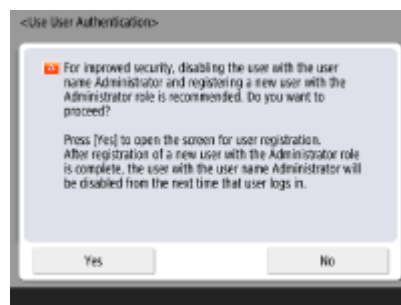 <Use User Authentication>
For improved security, disabling the user with the user
name Administrator and registering a new user with the
Administrator role is recommended. Do you want to
proceed?
Press [Yes] to open the screen for user registration.
After registration of a new user with the Administrator role
is complete, the user with the user name Administrator will
be disabled from the next time that user logs in.
Yes
No